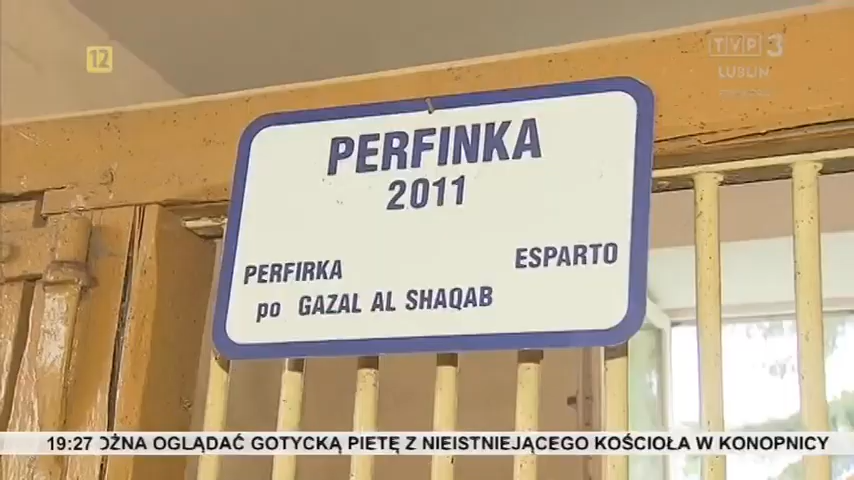 12
TVP3
LUBLIN
PERFINKA
2011
PERFIRKA
ESPARTO
po GAZAL AL SHAQAB
19:27 OŻNA OGLĄDAĆ GOTYCKĄ PIETĘ Z NIEISTNIEJĄCEGO KOŚCIOŁA W KONOPNICY